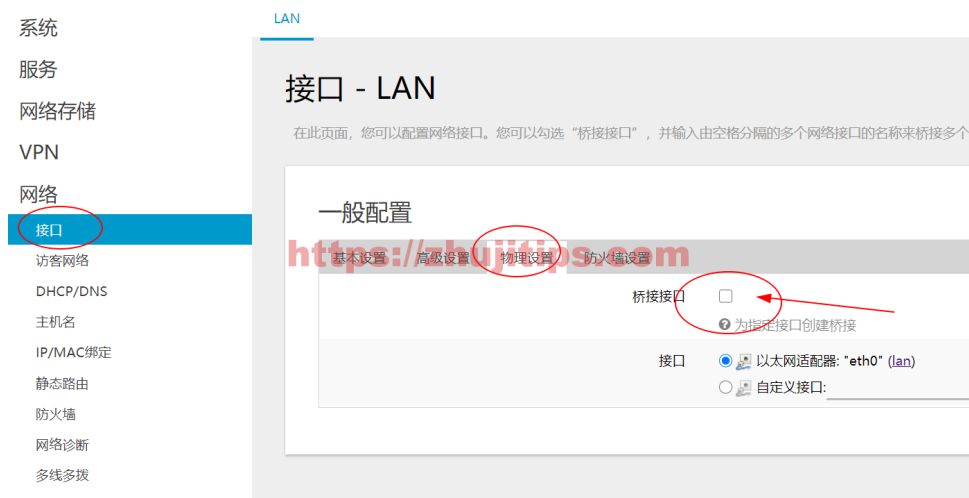 系统
服务
网络存储
VPN
网络
接口
访客网络
DHCP/DNS
主机名
IP/MAC绑定
静态路由
防火墙
网络诊断
多线多拨
LAN
接口 - LAN
在此页面，您可以配置网络接口。您可以勾选“桥接接口”，并输入由空格分隔的多个网络接口的名称来桥接多个
一般配置
https://zhujitips.com
基本设置 高级设置 物理设置 防火墙设置
桥接接口
为指定接口创建桥接
接口 以太网适配器: "eth0" (lan)
自定义接口: